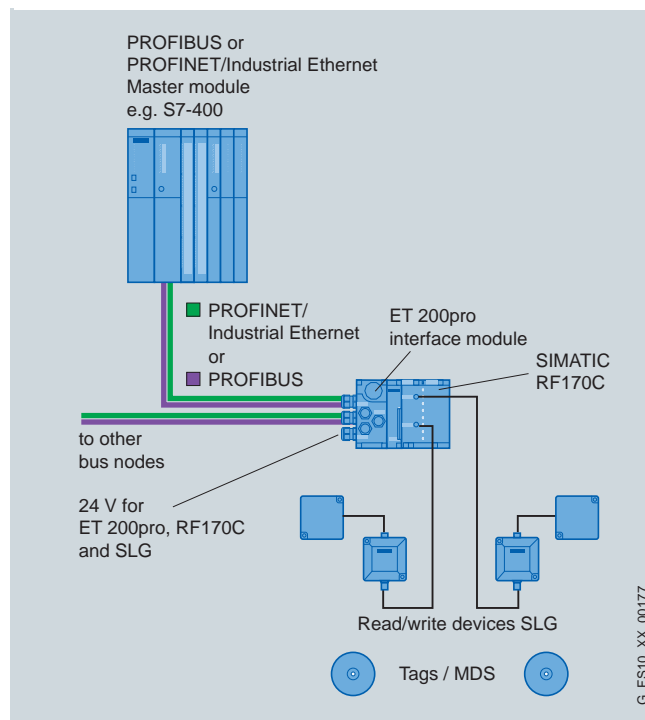 PROFIBUS or
PROFINET/Industrial Ethernet
Master module
e.g. S7-400
PROFINET/
Industrial Ethernet
or
PROFIBUS
ET 200pro
interface module
SIMATIC
RF170C
to other
bus nodes
24 V for
ET 200pro, RF170C
and SLG
Read/write devices SLG
Tags / MDS
G_FS10_XX_00177